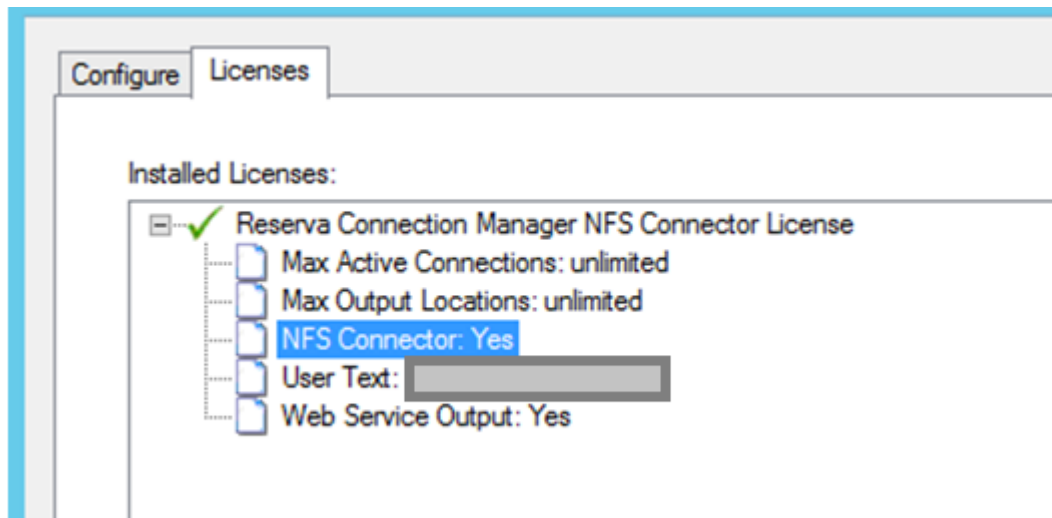 Configure Licenses
Installed Licenses:
Reserva Connection Manager NFS Connector License
Max Active Connections: unlimited
Max Output Locations: unlimited
NFS Connector: Yes
User Text:
Web Service Output: Yes